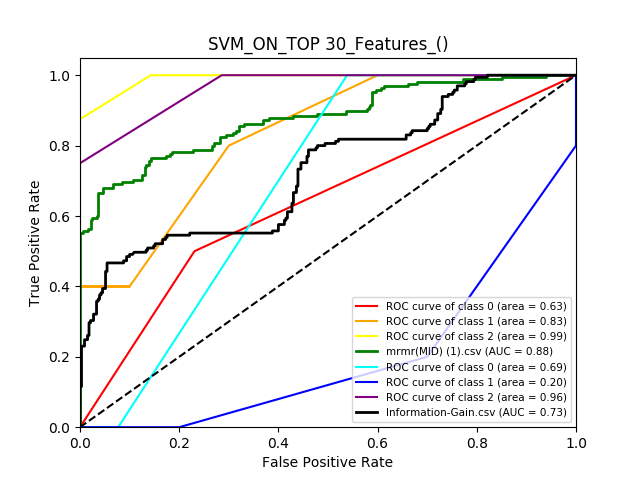 SVM_ON_TOP 30_Features_()
True Positive Rate
1.0
0.8
0.6
0.4
0.2
0.0
ROC curve of class 0 (area = 0.63)
ROC curve of class 1 (area = 0.83)
ROC curve of class 2 (area = 0.99)
mrmr(MID) (1).csv (AUC = 0.88)
ROC curve of class 0 (area = 0.69)
ROC curve of class 1 (area = 0.20)
ROC curve of class 2 (area = 0.96)
Information-Gain.csv (AUC = 0.73)
0.0 0.2 0.4 0.6 0.8 1.0
False Positive Rate